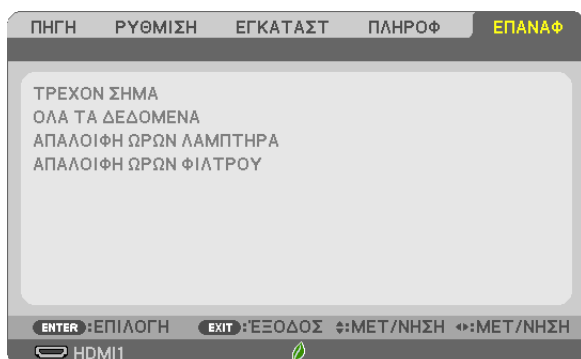 ΠΗΓΗ ΡΥΘΜΙΣΗ ΕΓΚΑΤΑΣΤ ΠΛΗΡΟΦ ΕΠΑΝΑΦ
ΤΡΕΧΟΝ ΣΗΜΑ
ΟΛΑ ΤΑ ΔΕΔΟΜΕΝΑ
ΑΠΑΛΟΙΦΗ ΩΡΩΝ ΛΑΜΠΤΗΡΑ
ΑΠΑΛΟΙΦΗ ΩΡΩΝ ΦΙΛΤΡΟΥ
ENTER:ΕΠΙΛΟΓΗ EXIT:ΈΞΟΔΟΣ :ΜΕΤ/ΝΗΣΗ :ΜΕΤ/ΝΗΣΗ
HDMI1